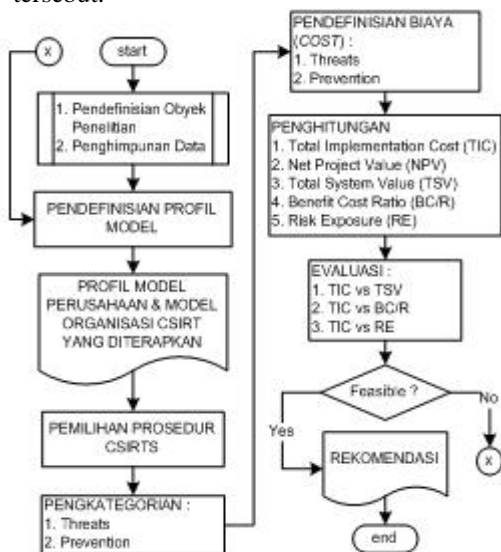 tersebut.
x
start
1. Pendefinisian Obyek
Penelitian
2. Penghimpunan Data
PENDEFINISIAN PROFIL
MODEL
PROFIL MODEL
PERUSAHAAN & MODEL
ORGANISASI CSIRT
YANG DITERAPKAN
PEMILIHAN PROSEDUR
CSIRTS
PENGKATEGORIAN :
1. Threats
2. Prevention
PENDEFINISIAN BIAYA
(COST) :
1. Threats
2. Prevention
PENGHITUNGAN
1. Total Implementation Cost (TIC)
2. Net Project Value (NPV)
3. Total System Value (TSV)
4. Benefit Cost Ratio (BC/R)
5. Risk Exposure (RE)
EVALUASI :
1. TIC vs TSV
2. TIC vs BC/R
3. TIC vs RE
Feasible ?
No
Yes
x
REKOMENDASI
end